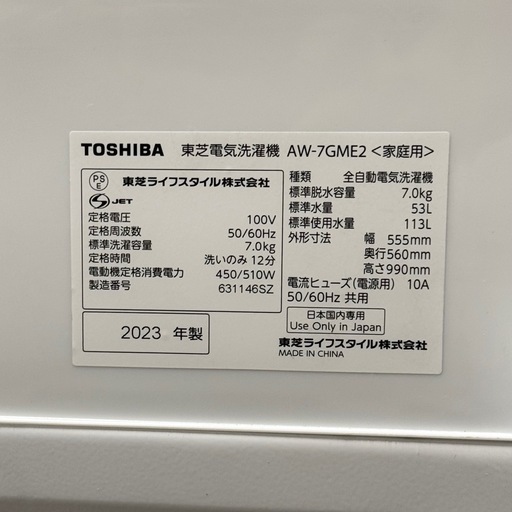 TOSHIBA 東芝電気洗濯機 AW-7GME2 <家庭用>
PS
E
東芝ライフスタイル株式会社
S JET
定格電圧 100V
定格周波数 50/60Hz
標準洗濯容量 7.0kg
定格時間 洗いのみ 12分
電動機定格消費電力 450/510W
製造番号 631146SZ
2023 年製
種類 全自動電気洗濯機
標準脱水容量 7.0kg
標準水量 53L
標準使用水量 113L
外形寸法 幅 555mm
奥行560mm
高さ990mm
電流ヒューズ(電源用) 10A
50/60Hz 共用
日本国内専用
Use Only in Japan
東芝ライフスタイル株式会社
MADE IN CHINA